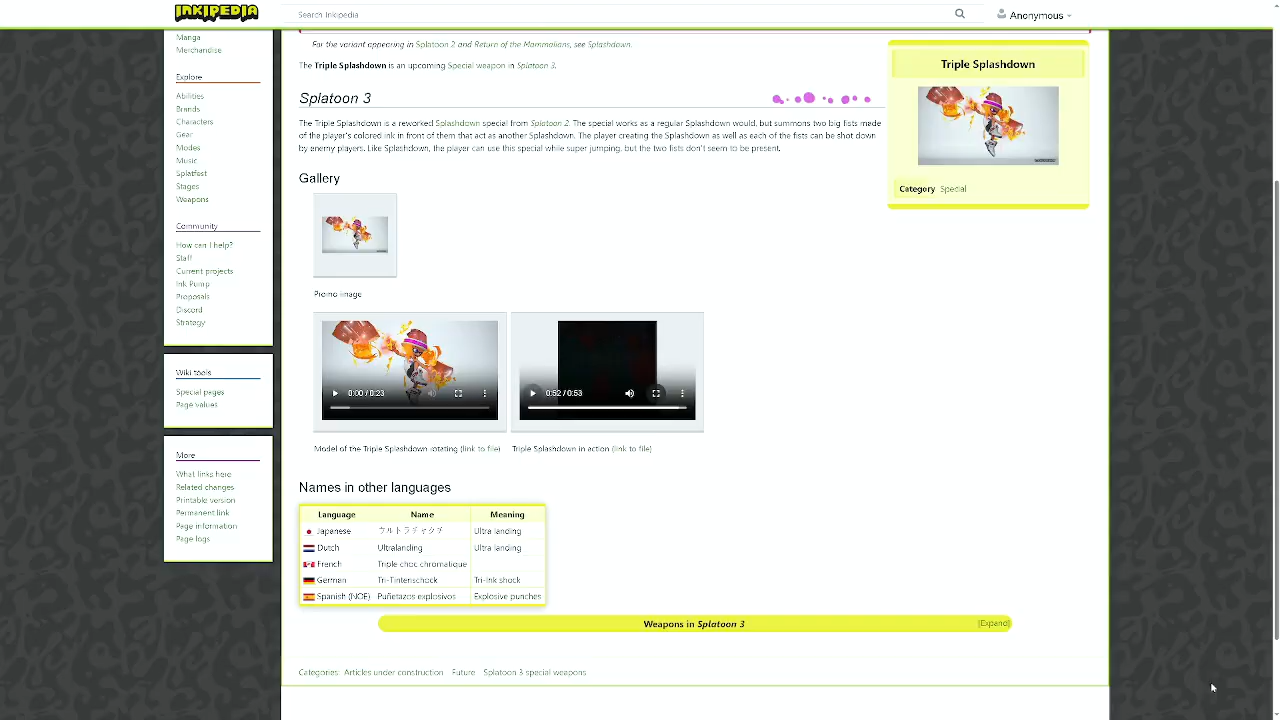 INKIPEDIA
Search Inkipedia
Anonymous
Manga
Merchandise
Explore
Abilities
Brands
Characters
Gear
Modes
Music
Splatfest
Stages
Weapons
Community
How can I help?
Staff
Current projects
Ink Pump
Proposals
Discord
Strategy
Wiki tools
Special pages
Page values
More
What links here
Related changes
Printable version
Permanent link
Page information
Page logs
For the variant appearing in Splatoon 2 and Return of the Mammalians, see Splashdown.
The Triple Splashdown is an upcoming Special weapon in Splatoon 3.
Splatoon 3
The Triple Splashdown is a reworked Splashdown special from Splatoon 2. The special works as a regular Splashdown would, but summons two big fists made
of the player's colored ink in front of them that act as another Splashdown. The player creating the Splashdown as well as each of the fists can be shot down
by enemy players. Like Splashdown, the player can use this special while super jumping, but the two fists don't seem to be present.
Triple Splashdown
Category Special
Gallery
Promo image
0:00 / 0:23
0:52 / 0:53
Model of the Triple Splashdown rotating (link to file)
Triple Splashdown in action (link to file)
Names in other languages
Language Name Meaning
Japanese ウルトラチャクチ Ultra landing
Dutch Ultralanding Ultra landing
French Triple choc chromatique
German Tri-Tintenschock Tri-Ink shock
Spanish (NOE) Puñetazos explosivos Explosive punches
Weapons in Splatoon 3 [Expand]
Categories: Articles under construction Future Splatoon 3 special weapons